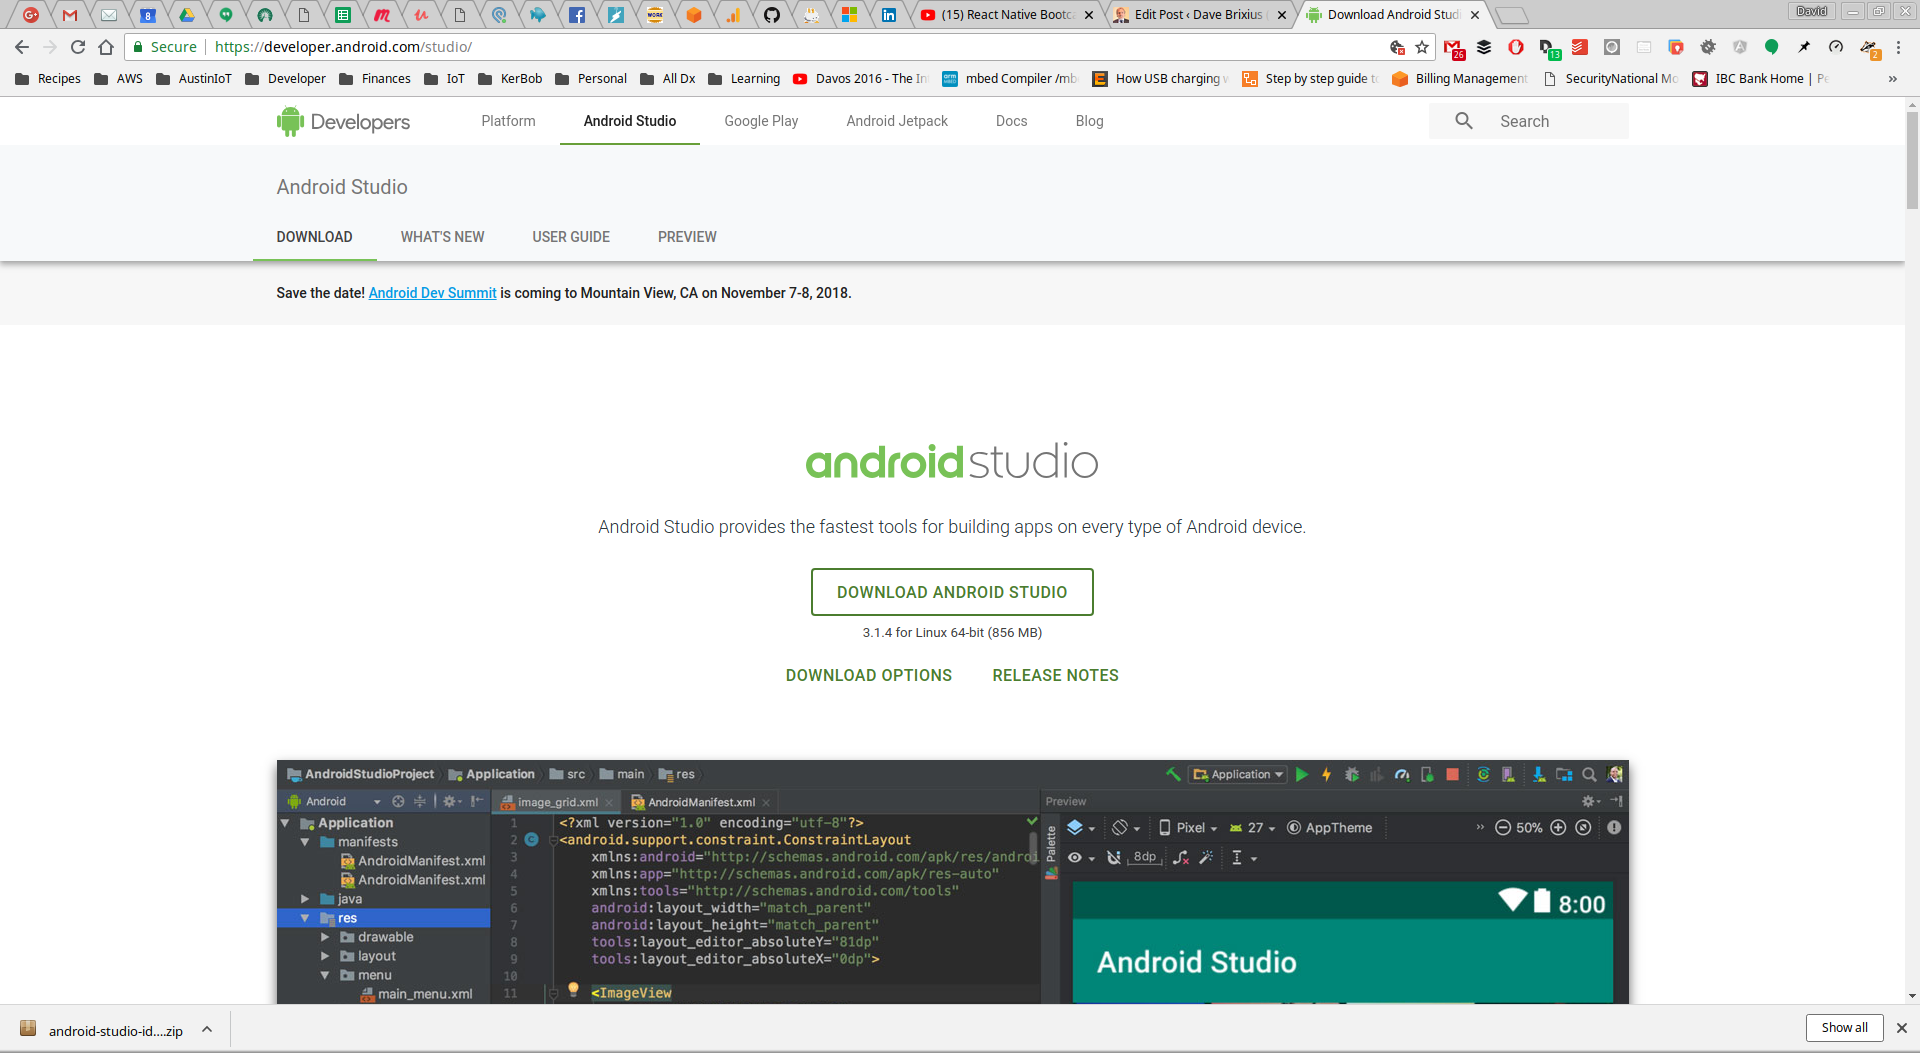 (15) React Native Bootc
Edit Post ‹ Dave Brixius
Download Android Studi
David
Secure
https://developer.android.com/studio/
26
13
2
Recipes
AWS
AustinIoT
Developer
Finances
IoT
KerBob
Personal
All Dx
Learning
Davos 2016 - The In
mbed Compiler /mb
How USB charging
Step by step guide to
Billing Management
SecurityNational Mo
IBC Bank Home | Pe
»
Developers
Platform
Android Studio
Google Play
Android Jetpack
Docs
Blog
Search
Android Studio
DOWNLOAD
WHAT'S NEW
USER GUIDE
PREVIEW
Save the date! Android Dev Summit is coming to Mountain View, CA on November 7-8, 2018.
androidstudio
Android Studio provides the fastest tools for building apps on every type of Android device.
DOWNLOAD ANDROID STUDIO
3.1.4 for Linux 64-bit (856 MB)
DOWNLOAD OPTIONS
RELEASE NOTES
AndroidStudioProject
Application
src
main
res
Application
Android
image_grid.xml
AndroidManifest.xml
Preview
Application
manifests
AndroidManifest.xml
AndroidManifest.xml
java
res
drawable
layout
menu
main_menu.xml
1 <?xml version="1.0" encoding="utf-8"?>
2 <android.support.constraint.ConstraintLayout
3 xmlns:android="http://schemas.android.com/apk/res/androi
4 xmlns:app="http://schemas.android.com/apk/res-auto"
5 xmlns:tools="http://schemas.android.com/tools"
6 android:layout_width="match_parent"
7 android:layout_height="match_parent"
8 tools:layout_editor_absoluteY="81dp"
9 tools:layout_editor_absoluteX="0dp">
10
11 <ImageView
Palette
Pixel
27
AppTheme
»
50%
8dp
8:00
Android Studio
android-studio-id....zip
Show all